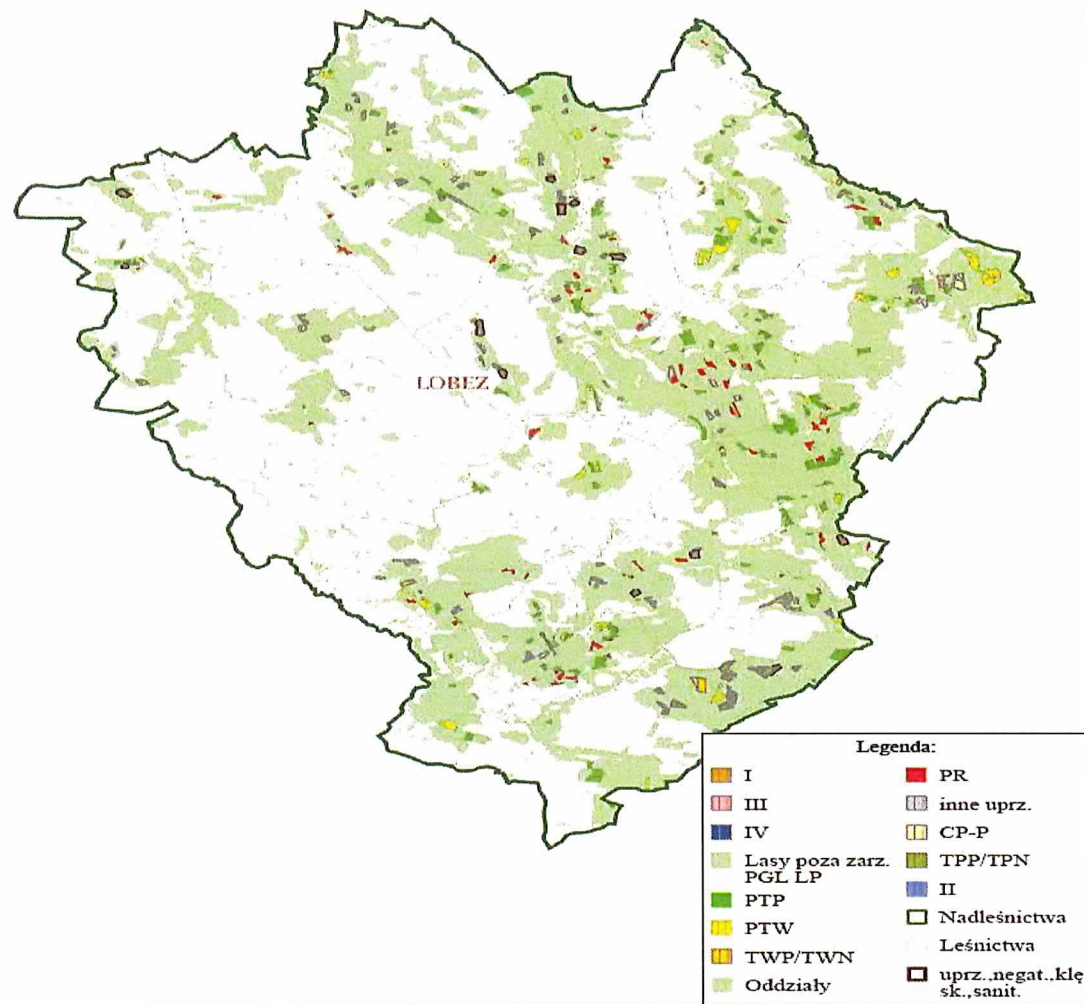 LOBEZ
Legenda:
I
III
IV
Lasy poza zarz.
PGL LP
PTP
PTW
TWP/TWN
Oddziały
PR
inne uprz.
CP-P
TPP/TPN
II
Nadleśnictwa
Leśnictwa
uprz.,negat.,klę
sk.,sanit.